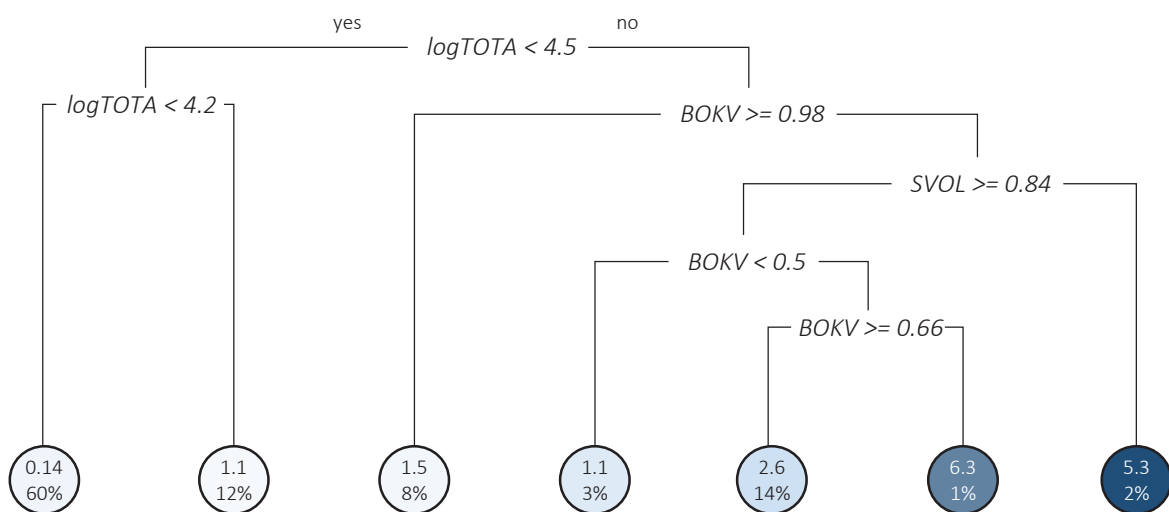 yes
no
logTOTA < 4.5
logTOTA < 4.2
BOKV >= 0.98
SVOL >= 0.84
BOKV < 0.5
BOKV >= 0.66
0.14
60%
1.1
12%
1.5
8%
1.1
3%
2.6
14%
6.3
1%
5.3
2%